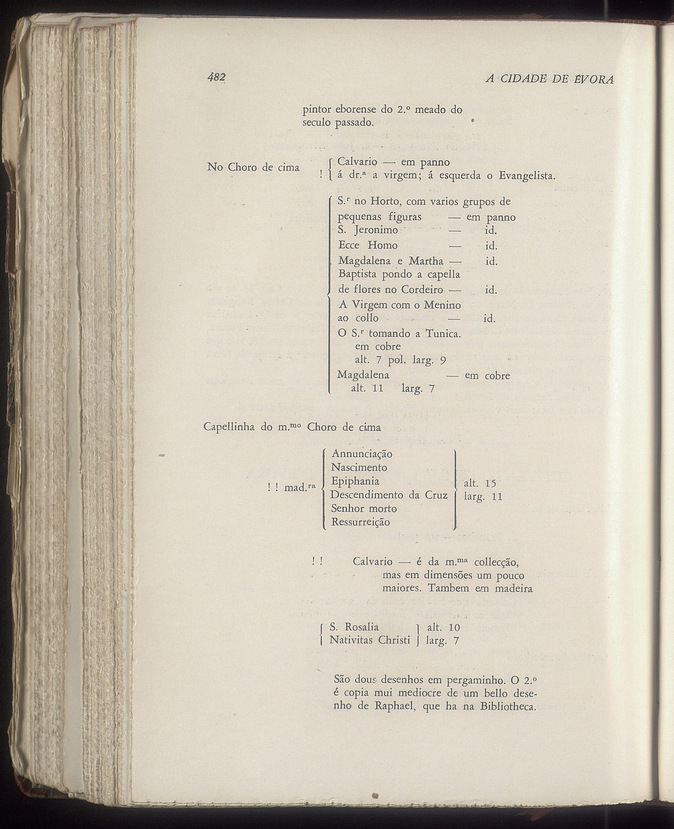 482
A CIDADE DE ÉVORA
pintor eborense do 2.º meado do
seculo passado.
No Choro de cima
Calvario — em panno
! á dr.ª a virgem; á esquerda o Evangelista.
S.r no Horto, com varios grupos de
pequenas figuras — em panno
S. Jeronimo — id.
Ecce Homo — id.
Magdalena e Martha — id.
Baptista pondo a capella
de flores no Cordeiro — id.
A Virgem com o Menino
ao collo — id.
O S.r tomando a Tunica.
em cobre
alt. 7 pol. larg. 9
Magdalena — em cobre
alt. 11 larg. 7
Capellinha do m.mo Choro de cima
! ! mad.ra
Annunciação
Nascimento
Epiphania
Descendimento da Cruz
Senhor morto
Ressurreição
alt. 15
larg. 11
! ! Calvario — é da m.ma collecção,
mas em dimensões um pouco
maiores. Tambem em madeira
S. Rosalia
Nativitas Christi
alt. 10
larg. 7
São dous desenhos em pergaminho. O 2.º
é copia mui mediocre de um bello dese-
nho de Raphael, que ha na Bibliotheca.